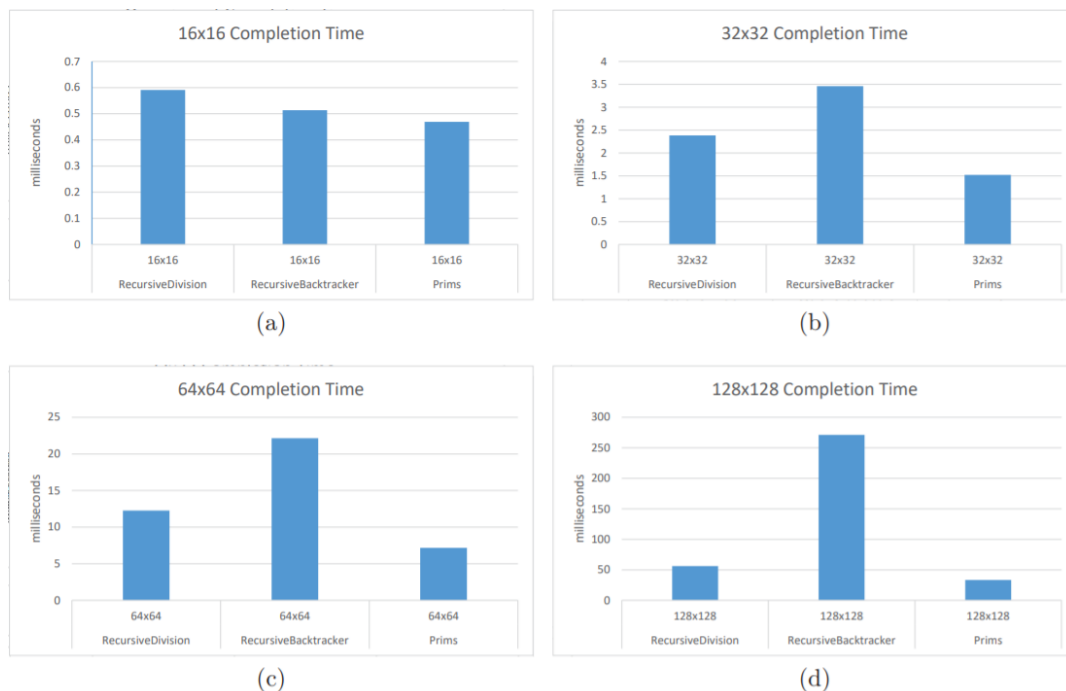 16x16 Completion Time
0.7
0.6
0.5
0.4
0.3
0.2
0.1
0
milliseconds
16x16 16x16 16x16
RecursiveDivision RecursiveBacktracker Prims
(a)
32x32 Completion Time
4
3.5
3
2.5
2
1.5
1
0.5
0
milliseconds
32x32 32x32 32x32
RecursiveDivision RecursiveBacktracker Prims
(b)
64x64 Completion Time
25
20
15
10
5
0
milliseconds
64x64 64x64 64x64
RecursiveDivision RecursiveBacktracker Prims
(c)
128x128 Completion Time
300
250
200
150
100
50
0
milliseconds
128x128 128x128 128x128
RecursiveDivision RecursiveBacktracker Prims
(d)